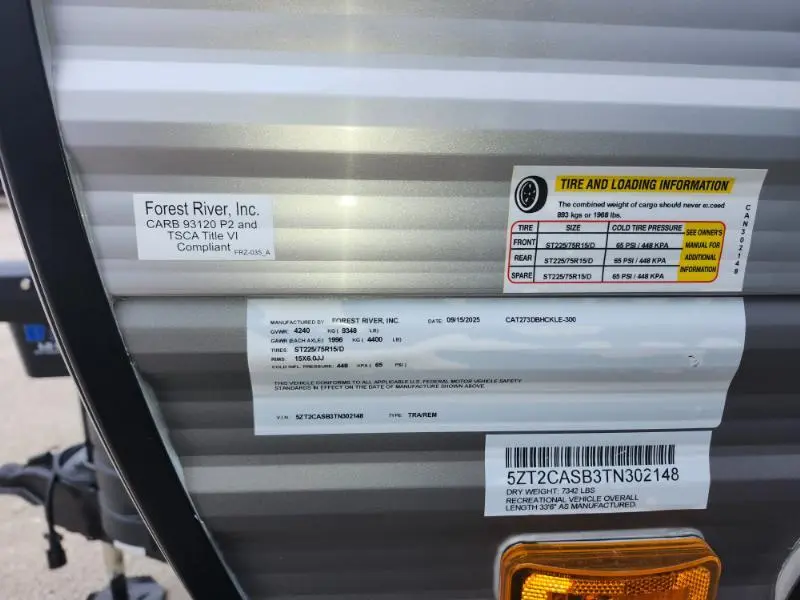 Forest River, Inc.
CARB 93120 P2 and
TSCA Title VI
Compliant
FRZ-035_A
TIRE AND LOADING INFORMATION
The combined weight of cargo should never exceed
893 kgs or 1968 lbs.
TIRE SIZE COLD TIRE PRESSURE
FRONT ST225/75R15/D 65 PSI / 448 KPA
REAR ST225/75R15/D 65 PSI / 448 KPA
SPARE ST225/75R15/D 65 PSI / 448 KPA
SEE OWNER'S
MANUAL FOR
ADDITIONAL
INFORMATION
CAN302148
MANUFACTURED BY FOREST RIVER, INC. DATE: 09/15/2025 CAT273DBHCKLE-300
GVWR: 4240 KG ( 9348 LB)
GAWR (EACH AXLE) 1996 KG ( 4400 LB)
TIRES: ST225/75R15/D
RIMS: 15X6.0JJ
COLD INFL PRESSURE: 448 KPA ( 65 PSI )
THIS VEHICLE CONFORMS TO ALL APPLICABLE U.S. FEDERAL MOTOR VEHICLE SAFETY
STANDARDS IN EFFECT ON THE DATE OF MANUFACTURE SHOWN ABOVE.
V.I.N.: 5ZT2CASB3TN302148 TYPE: TRA/REM
5ZT2CASB3TN302148
DRY WEIGHT: 7342 LBS
RECREATIONAL VEHICLE OVERALL
LENGTH 33'6" AS MANUFACTURED.